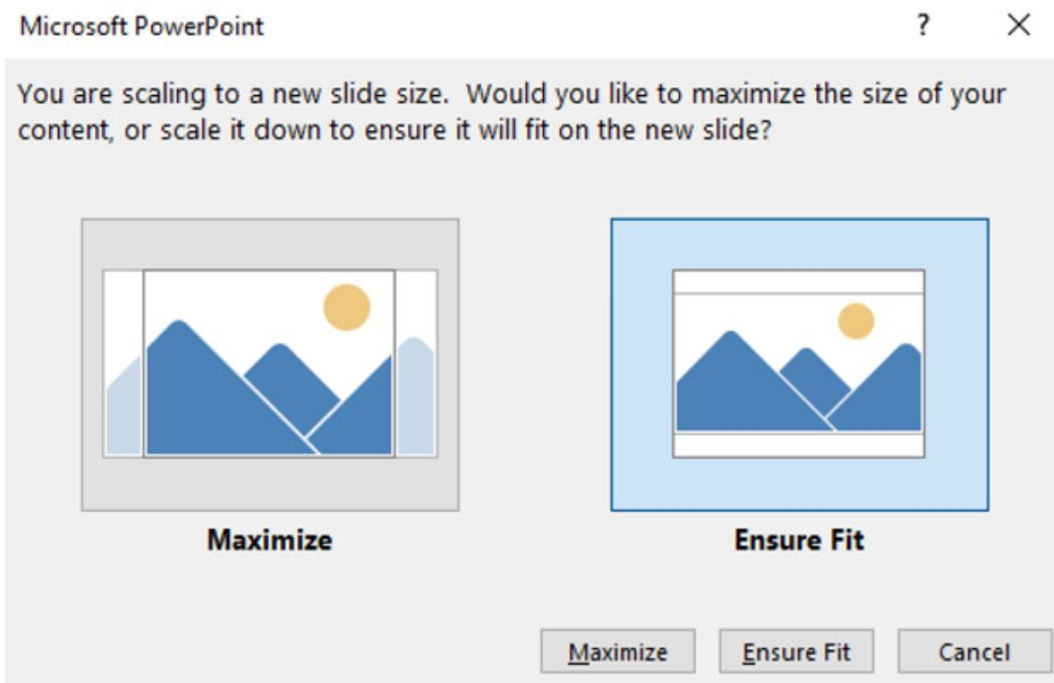 Microsoft PowerPoint ? ✕
You are scaling to a new slide size.  Would you like to maximize the size of your
content, or scale it down to ensure it will fit on the new slide?
Maximize
Ensure Fit
Maximize
Ensure Fit
Cancel